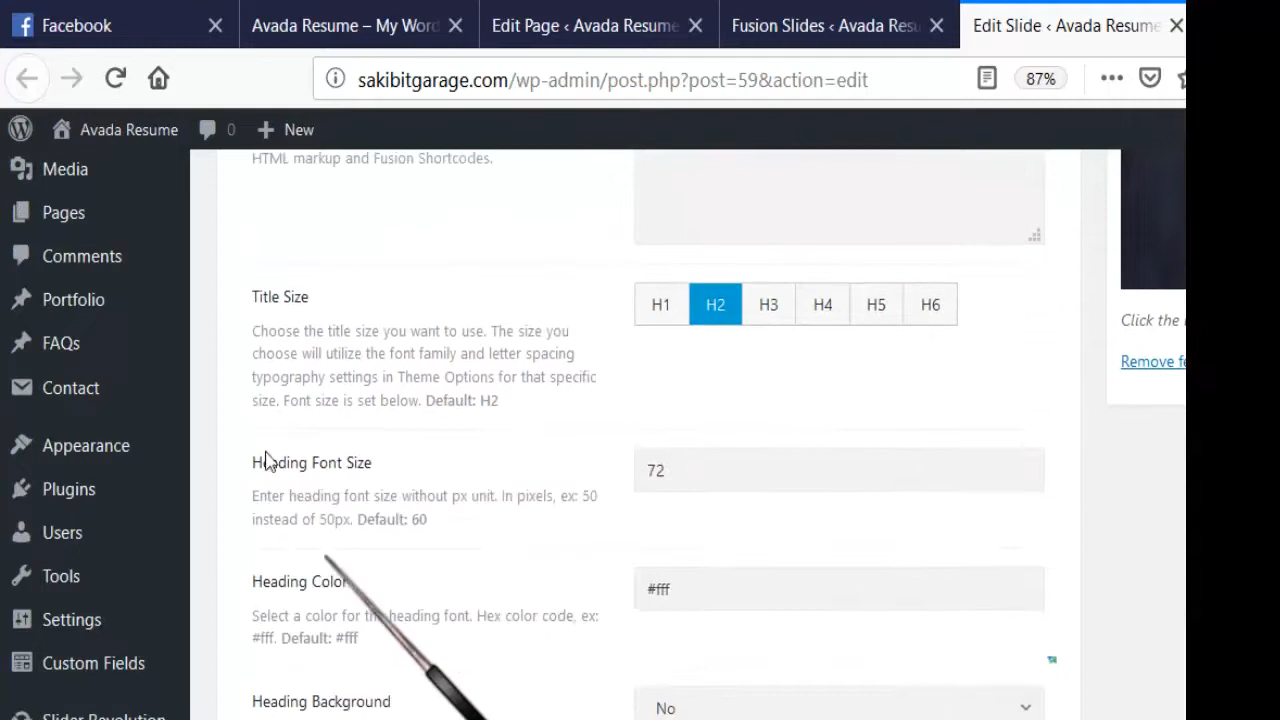 Facebook
Avada Resume – My Word
Edit Page ‹ Avada Resume
Fusion Slides ‹ Avada Resu
Edit Slide ‹ Avada Resume
sakibitgarage.com/wp-admin/post.php?post=59&action=edit
87%
Avada Resume
0
New
Media
Pages
Comments
Portfolio
FAQs
Contact
Appearance
Plugins
Users
Tools
Settings
Custom Fields
Slider Revolution
HTML markup and Fusion Shortcodes.
Title Size
H1 H2 H3 H4 H5 H6
Choose the title size you want to use. The size you
choose will utilize the font family and letter spacing
typography settings in Theme Options for that specific
size. Font size is set below. Default: H2
Heading Font Size
72
Enter heading font size without px unit. In pixels, ex: 50
instead of 50px. Default: 60
Heading Color
#fff
Select a color for the heading font. Hex color code, ex:
#fff. Default: #fff
Heading Background
No
Click the
Remove fe